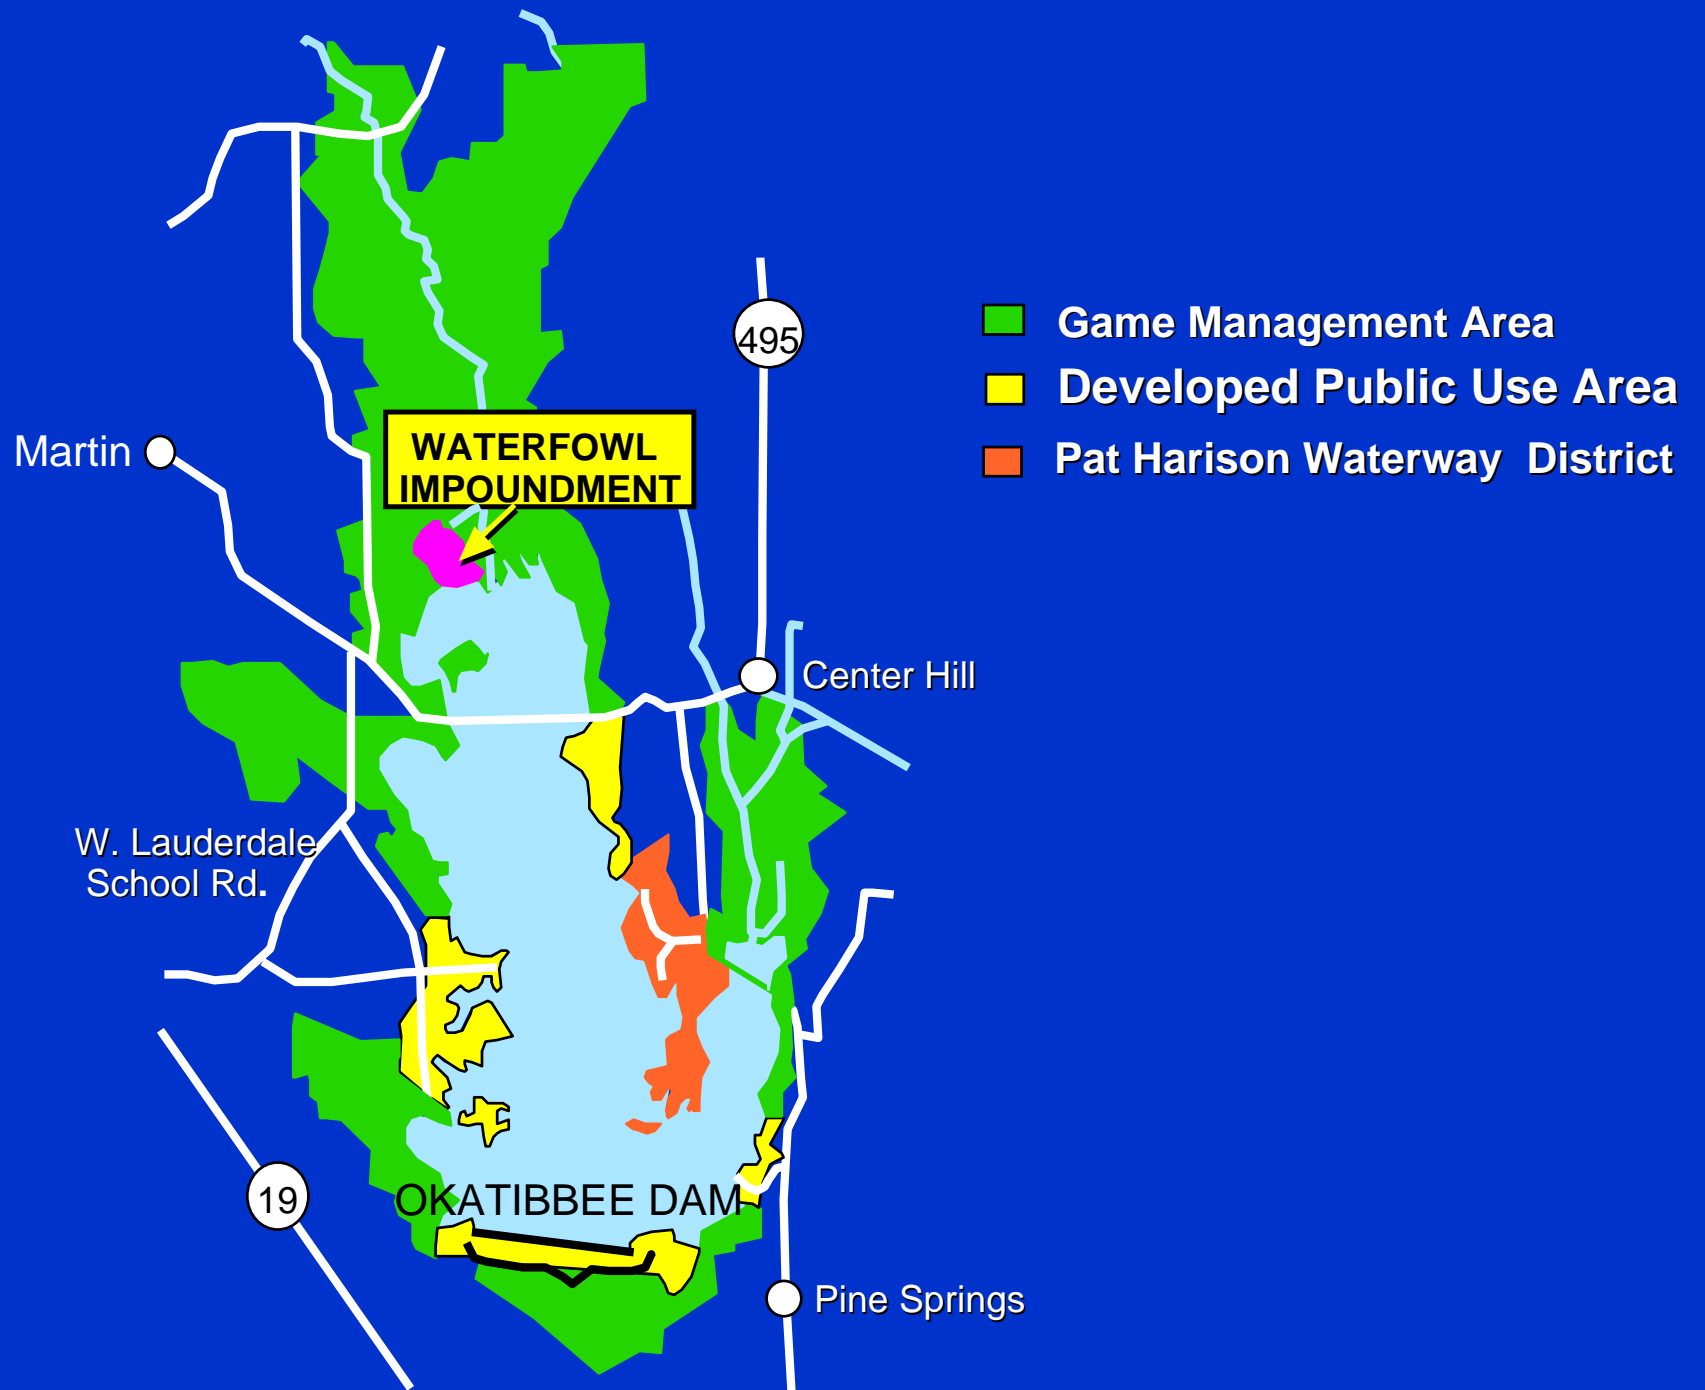 495
Game Management Area
Developed Public Use Area
WATERFOWL
IMPOUNDMENT
Martin
Pat Harison Waterway District
Center Hill
W. Lauderdale
School Rd.
19
OKATIBBEE DAM
Pine Springs